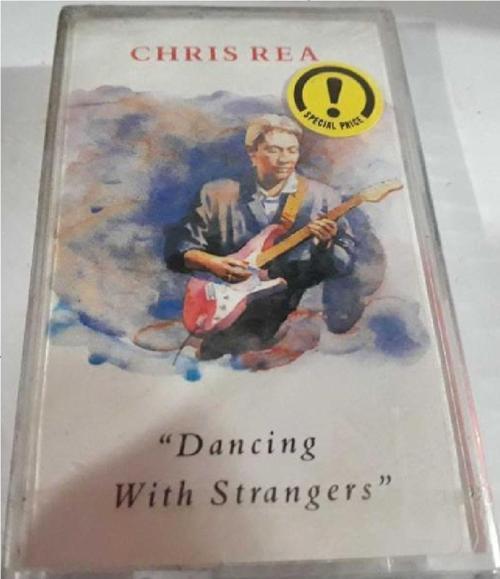 CHRIS REA
!
SPECIAL PRICE
“Dancing
With Strangers”